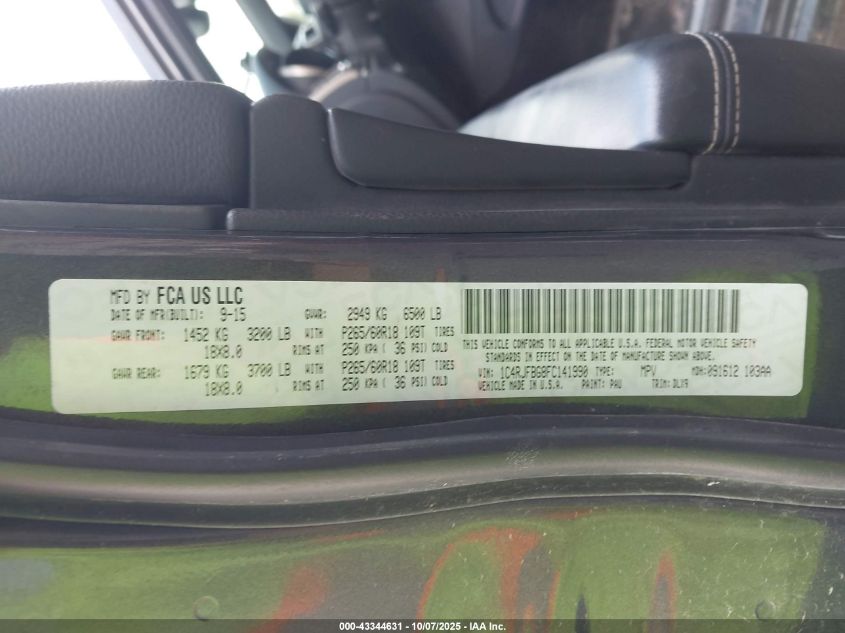 MFD BY FCA US LLC
DATE OF MFR(BUILT): 9-15 GVWR: 2949 KG 6500 LB
GAWR FRONT: 1452 KG 3200 LB WITH P265/60R18 109T TIRES
18X8.0 RIMS AT 250 KPA ( 36 PSI) COLD
GAWR REAR: 1679 KG 3700 LB WITH P265/60R18 109T TIRES
18X8.0 RIMS AT 250 KPA ( 36 PSI) COLD
THIS VEHICLE CONFORMS TO ALL APPLICABLE U.S.A. FEDERAL MOTOR VEHICLE SAFETY
STANDARDS IN EFFECT ON THE DATE OF MANUFACTURE SHOWN ABOVE.
VIN: 1C4RJFBG8FC141990 TYPE: MPV MDH: 091612 103AA
VEHICLE MADE IN U.S.A. PAINT: PAU TRIM: DLX9
000-43344631 - 10/07/2025 - IAA Inc.